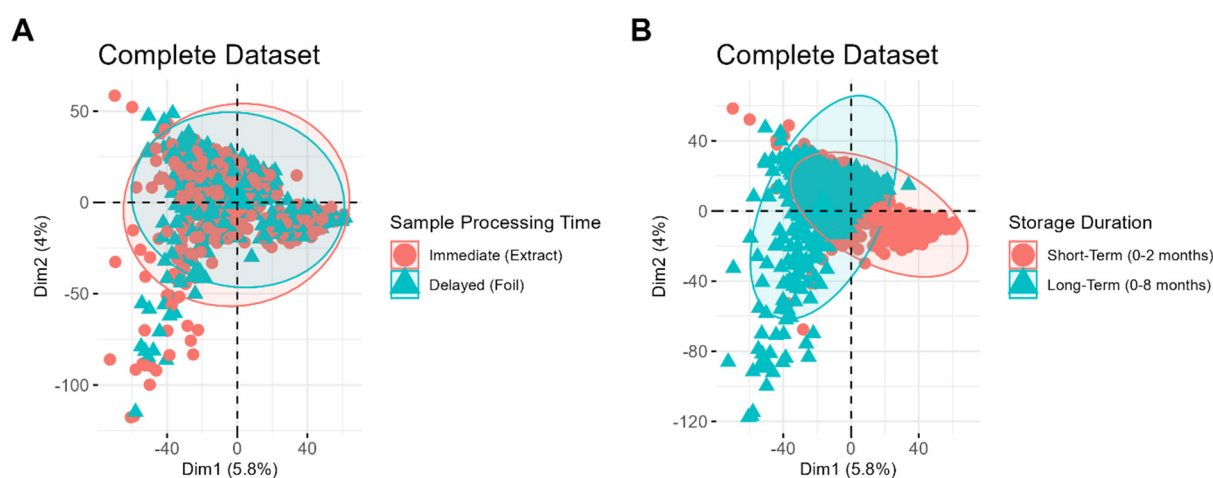 A
Complete Dataset
50
0
-50
-100
Dim2 (4%)
-40
0
40
Dim1 (5.8%)
Sample Processing Time
Immediate (Extract)
Delayed (Foil)
B
Complete Dataset
40
0
-40
-80
-120
Dim2 (4%)
-40
0
40
Dim1 (5.8%)
Storage Duration
Short-Term (0-2 months)
Long-Term (0-8 months)